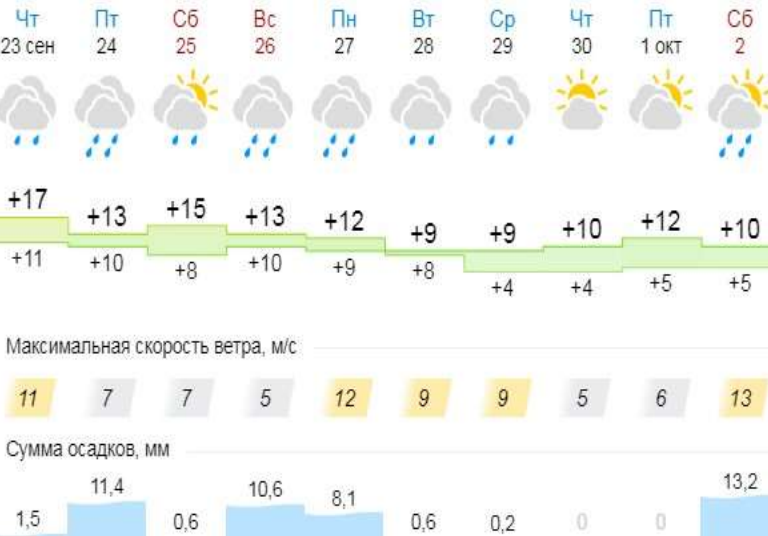 Чт Пт Сб Вс Пн Вт Ср Чт Пт Сб
23 сен 24 25 26 27 28 29 30 1 окт 2
+17 +13 +15 +13 +12 +9 +9 +10 +12 +10
+11 +10 +8 +10 +9 +8 +4 +4 +5 +5
Максимальная скорость ветра, м/с
11 7 7 5 12 9 9 5 6 13
Сумма осадков, мм
1,5 11,4 0,6 10,6 8,1 0,6 0,2 0 0 13,2